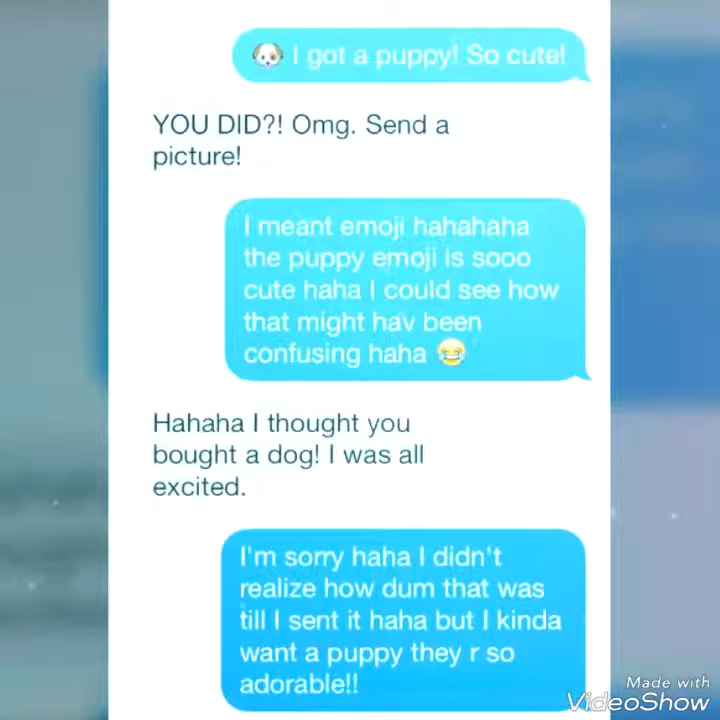 🐶 I got a puppy! So cute!
YOU DID?! Omg. Send a
picture!
I meant emoji hahahaha
the puppy emoji is sooo
cute haha I could see how
that might hav been
confusing haha 😂
Hahaha I thought you
bought a dog! I was all
excited.
I'm sorry haha I didn't
realize how dum that was
till I sent it haha but I kinda
want a puppy they r so
adorable!!
Made with
VideoShow